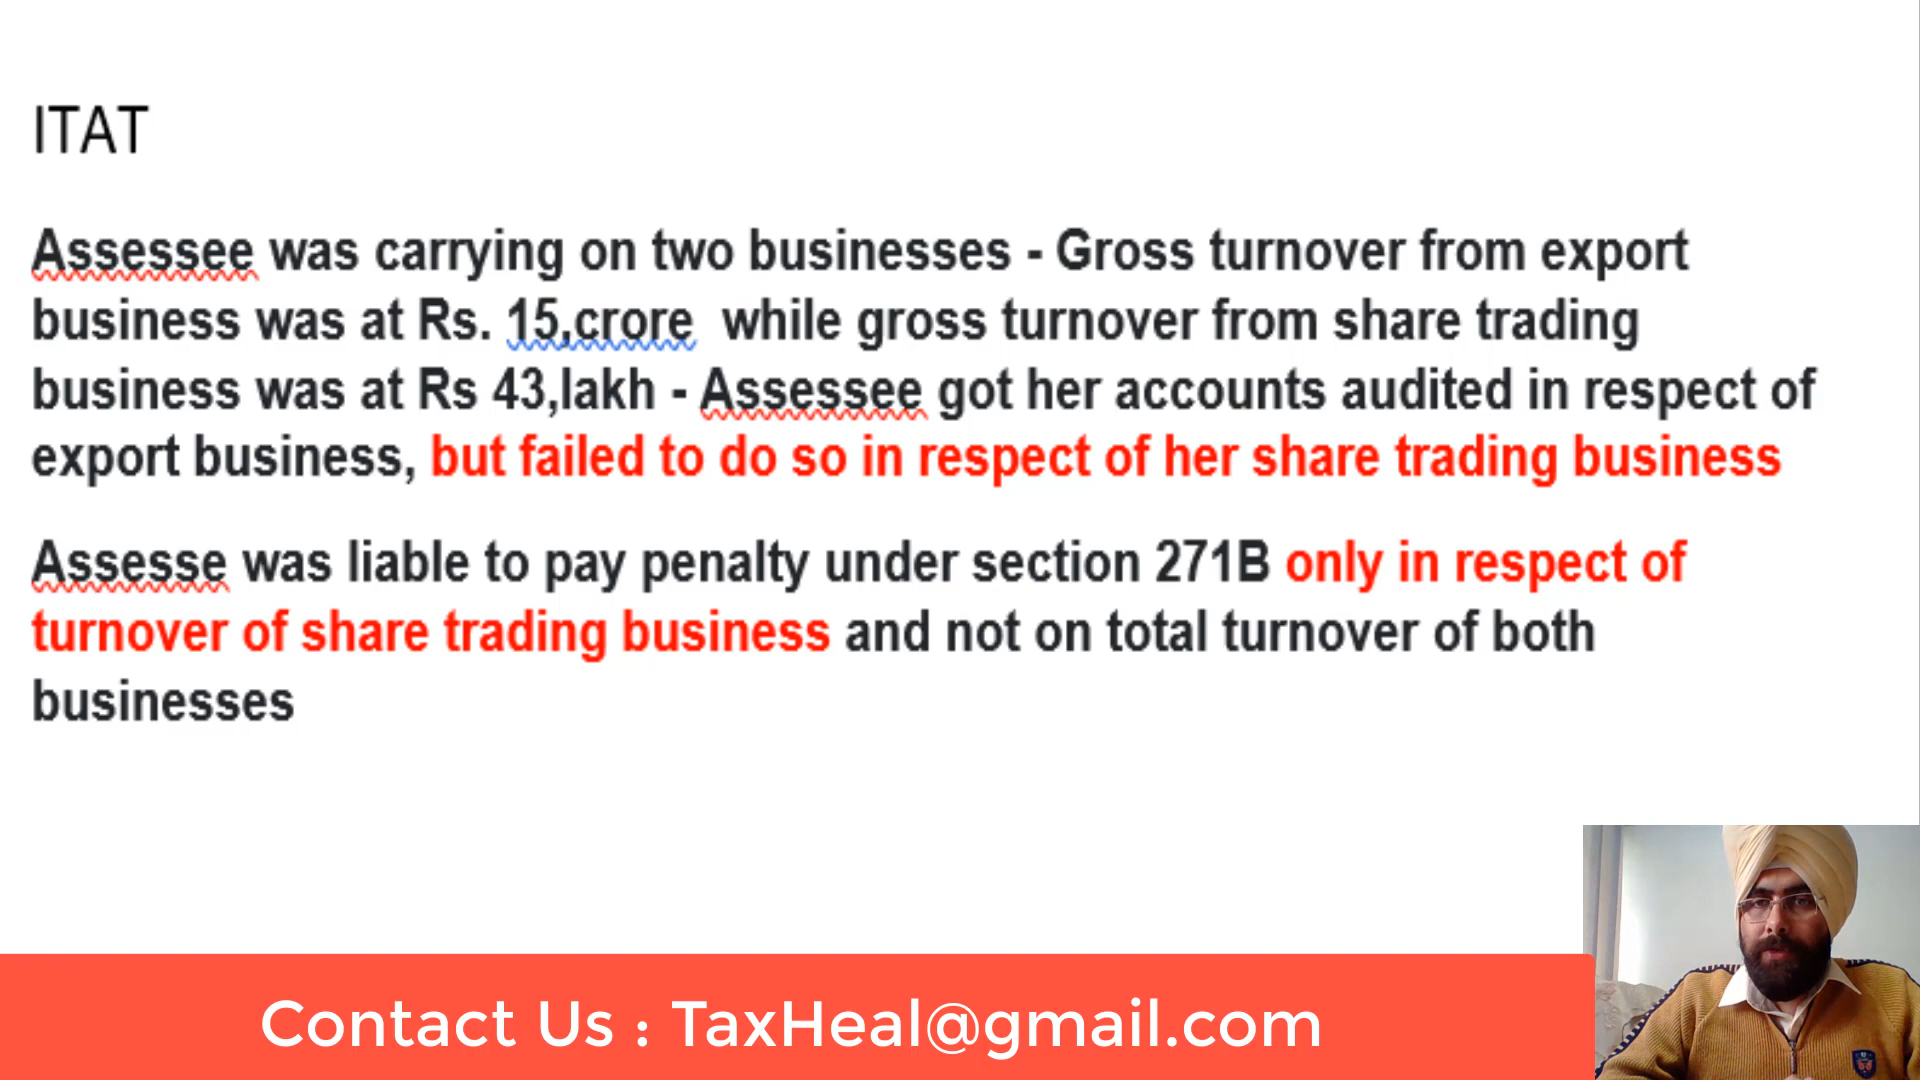 ITAT
Assessee was carrying on two businesses - Gross turnover from export
business was at Rs. 15,crore while gross turnover from share trading
business was at Rs 43,lakh - Assessee got her accounts audited in respect of
export business, but failed to do so in respect of her share trading business
Assesse was liable to pay penalty under section 271B only in respect of
turnover of share trading business and not on total turnover of both
businesses
Contact Us : TaxHeal@gmail.com